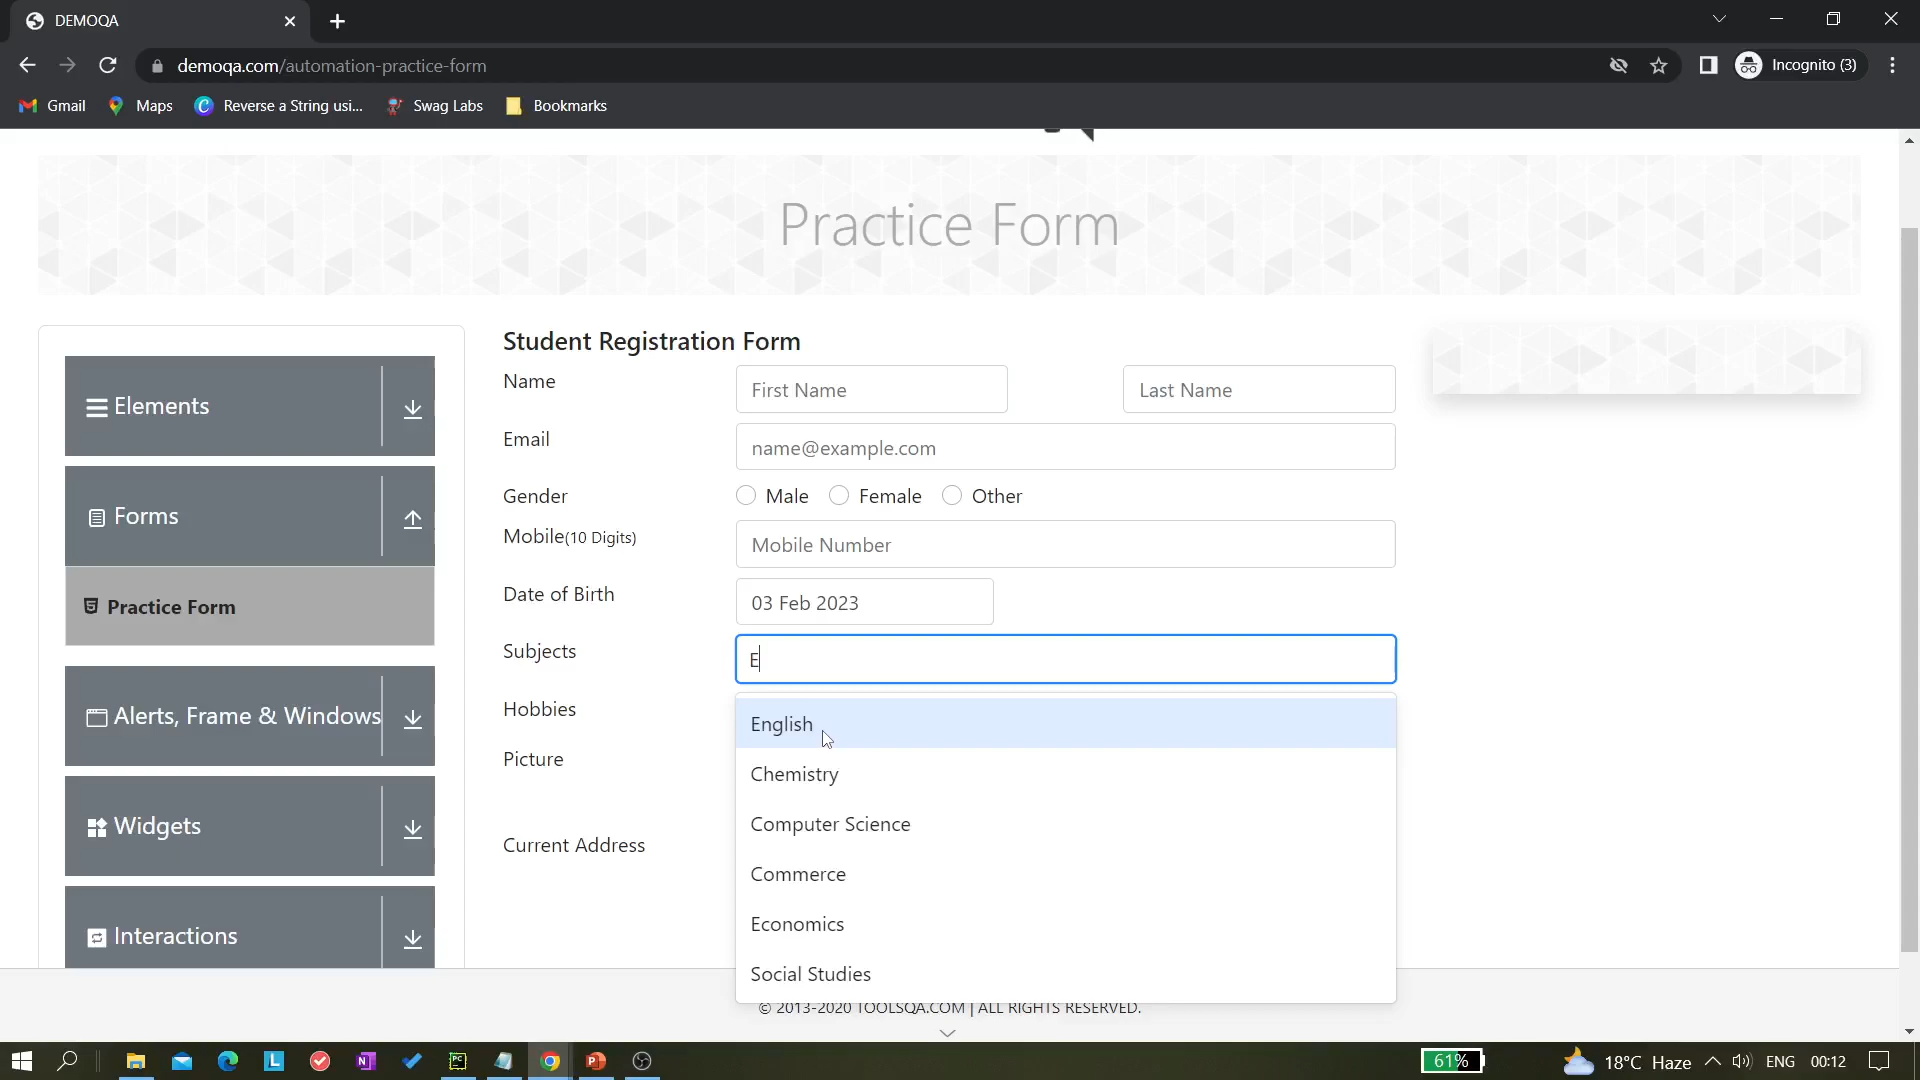 DEMOQA
demoqa.com/automation-practice-form
Incognito (3)
Gmail
Maps
Reverse a String usi...
Swag Labs
Bookmarks
Practice Form
Elements
Forms
Practice Form
Alerts, Frame & Windows
Widgets
Interactions
Student Registration Form
Name
First Name
Last Name
Email
name@example.com
Gender
Male
Female
Other
Mobile(10 Digits)
Mobile Number
Date of Birth
03 Feb 2023
Subjects
E
Hobbies
English
Picture
Chemistry
Computer Science
Current Address
Commerce
Economics
Social Studies
© 2013-2020 TOOLSQA.COM | ALL RIGHTS RESERVED.
61%
18°C Haze
ENG
00:12